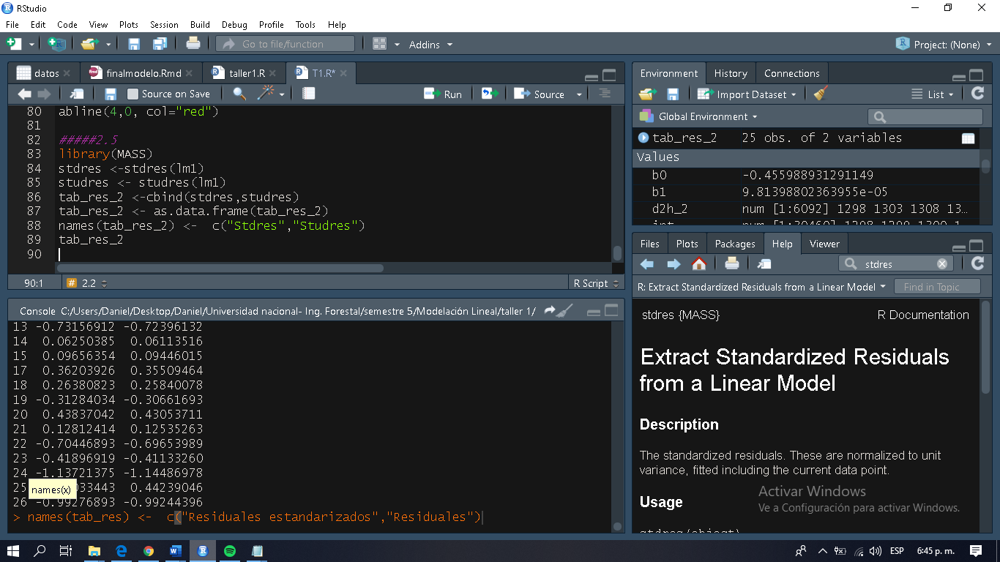 RStudio
File Edit Code View Plots Session Build Debug Profile Tools Help
Go to file/function Addins Project: (None)
datos finalmodelo.Rmd taller1.R T1.R*
Source on Save Run Source
80 abline(4,0, col="red")
81
82 #####2.5
83 library(MASS)
84 stdres <-stdres(lm1)
85 studres <- studres(lm1)
86 tab_res_2 <-cbind(stdres,studres)
87 tab_res_2 <- as.data.frame(tab_res_2)
88 names(tab_res_2) <-  c("Stdres","Studres")
89 tab_res_2
90
90:1 # 2.2 R Script
Console C:/Users/Daniel/Desktop/Daniel/Universidad nacional- Ing. Forestal/semestre 5/Modelación Lineal/taller 1/
13 -0.73156912 -0.72396132
14  0.06250385  0.06113516
15  0.09656354  0.09446015
17  0.36203926  0.35509464
18  0.26380823  0.25840078
19 -0.31284034 -0.30661693
20  0.43837042  0.43053711
21  0.12812414  0.12535263
22 -0.70446893 -0.69653989
23 -0.41896919 -0.41133260
24 -1.13721375 -1.14486978
25 033443  0.44239046
names(x)
26 -0.99276893 -0.99244396
> names(tab_res) <-  c("Residuales estandarizados","Residuales")
Environment History Connections
Import Dataset List
Global Environment
tab_res_2 25 obs. of 2 variables
Values
b0 -0.455988931291149
b1 9.81398802363955e-05
d2h_2 num [1:6092] 1298 1303 1308 13…
int num [1:30460] 1298 1299 1300 1
Files Plots Packages Help Viewer
stdres
R: Extract Standardized Residuals from a Linear Model Find in Topic
stdres {MASS} R Documentation
Extract Standardized Residuals
from a Linear Model
Description
The standardized residuals. These are normalized to unit
variance, fitted including the current data point.
Usage
stdres(object)
Activar Windows
Ve a Configuración para activar Windows.
ESP 6:45 p. m.